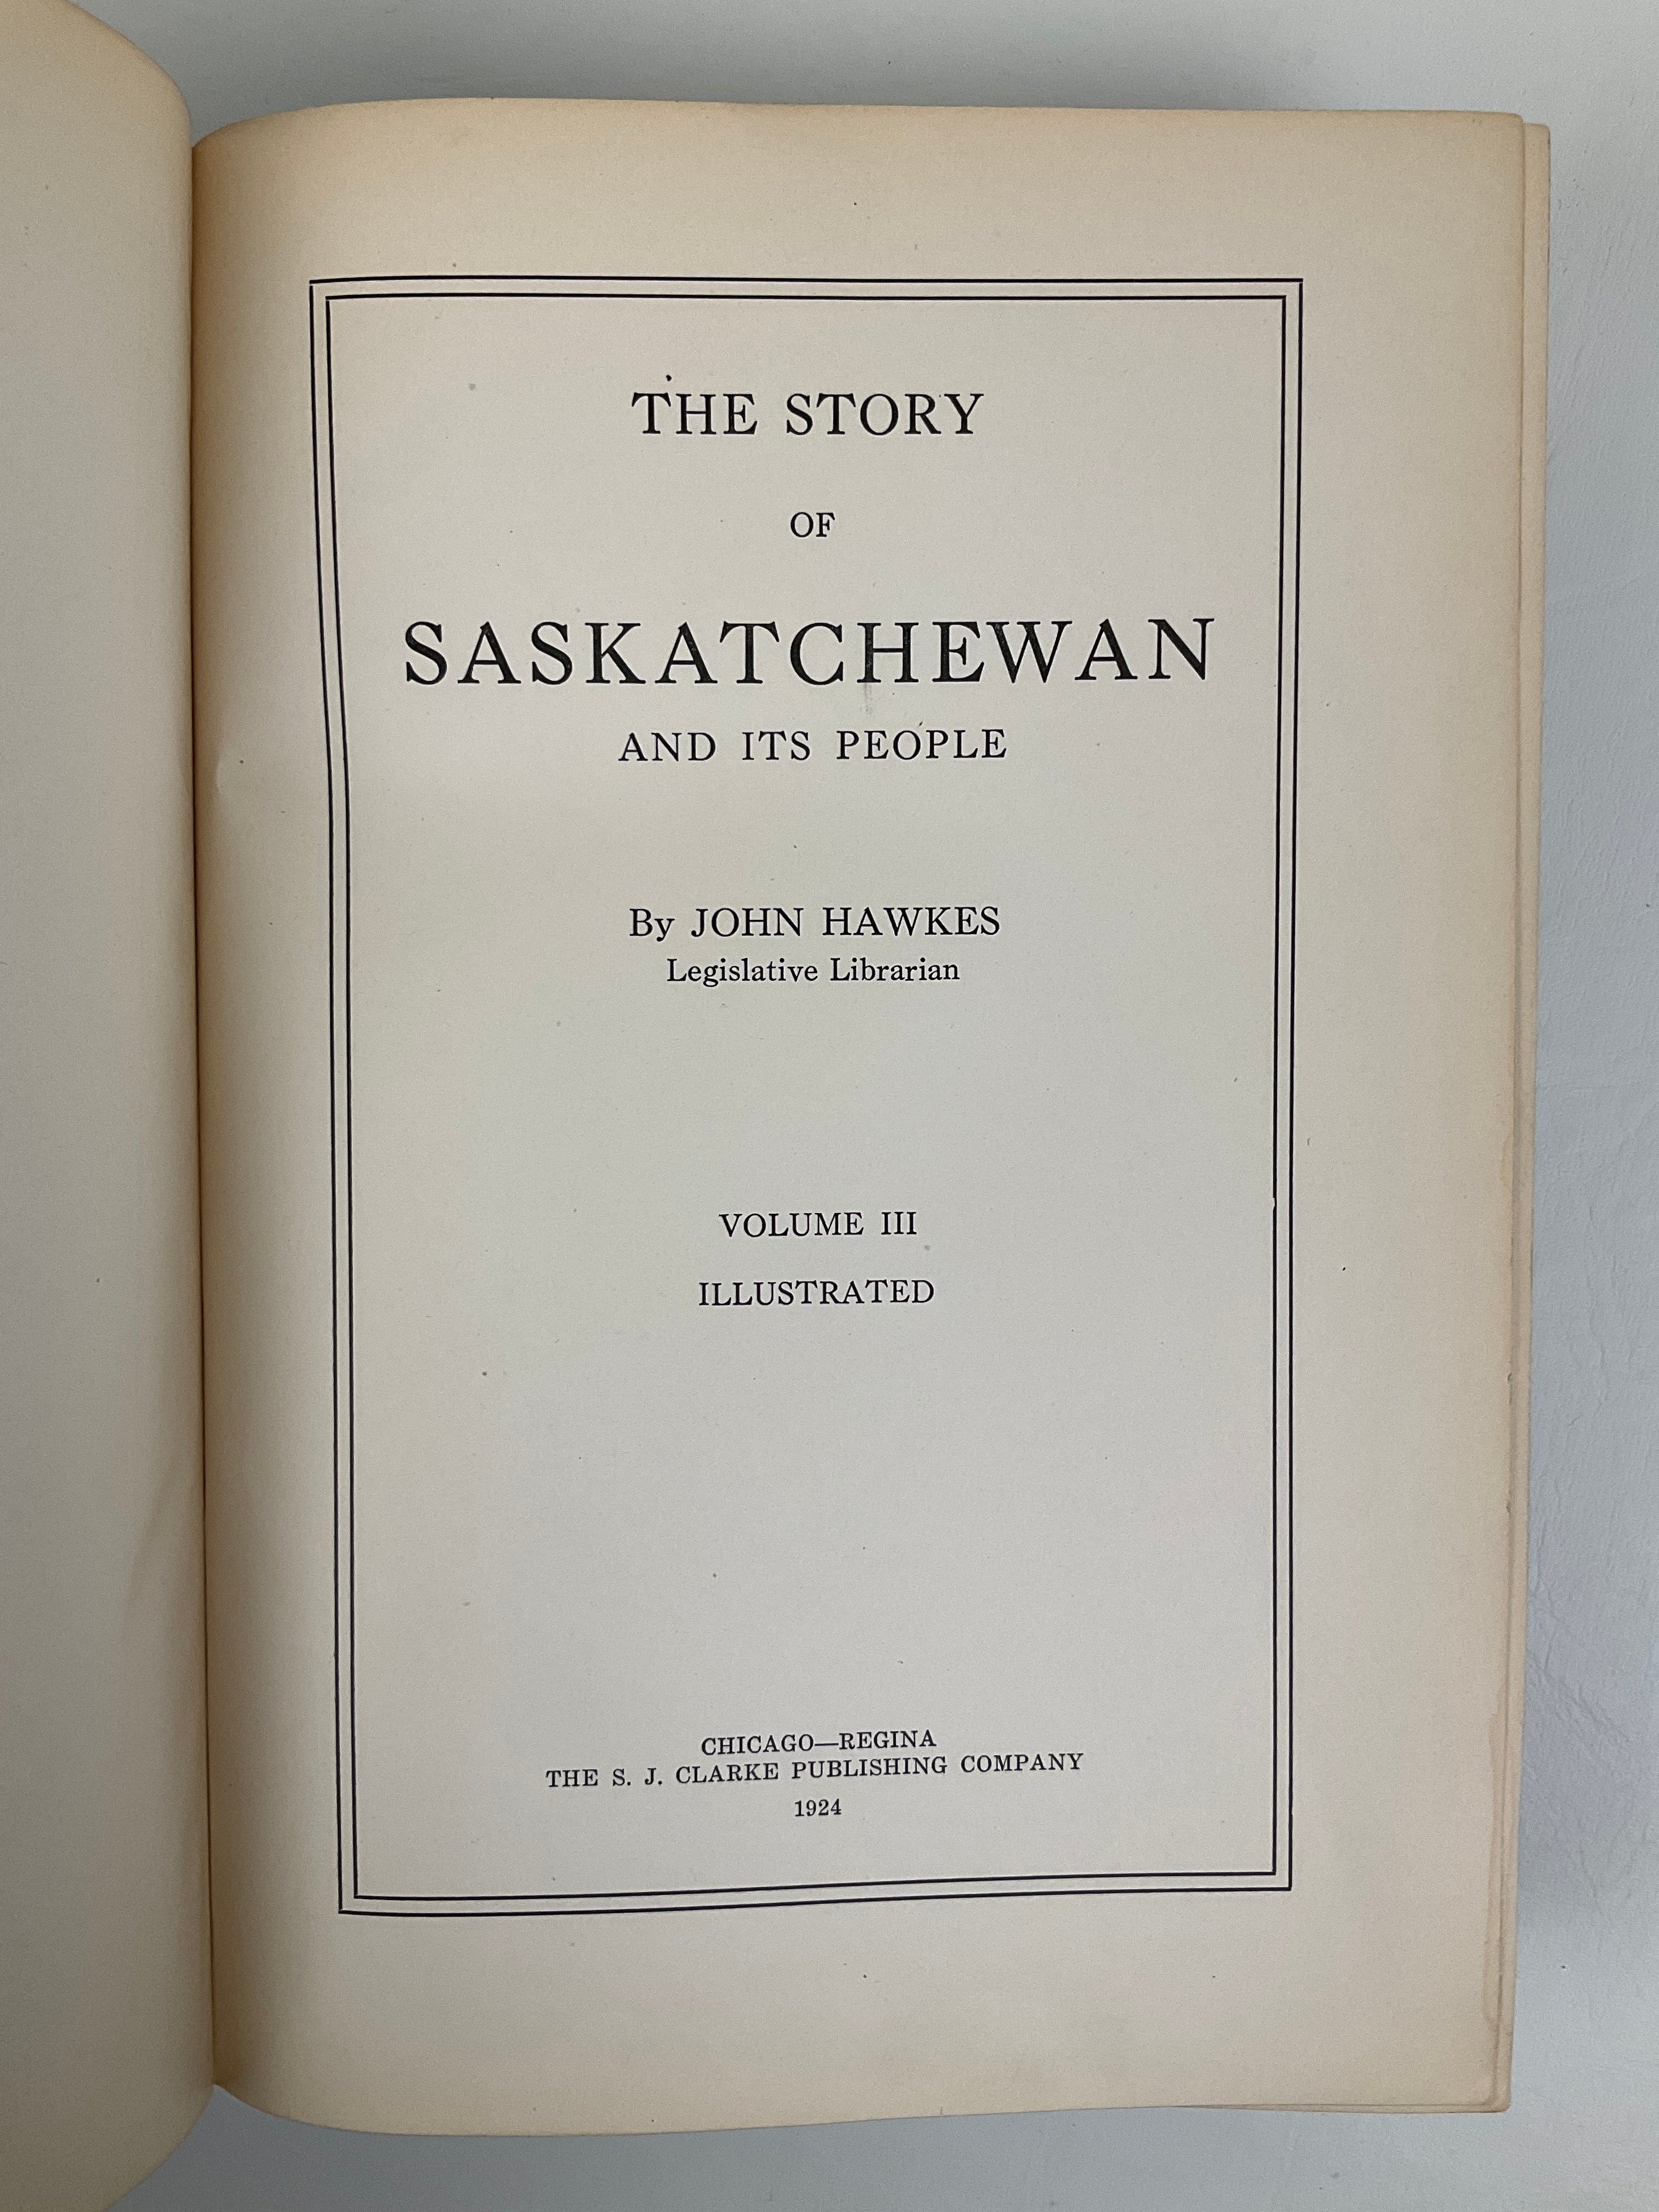 THE STORY
OF
SASKATCHEWAN
AND ITS PEOPLE
By JOHN HAWKES
Legislative Librarian
VOLUME III
ILLUSTRATED
CHICAGO—REGINA
THE S. J. CLARKE PUBLISHING COMPANY
1924